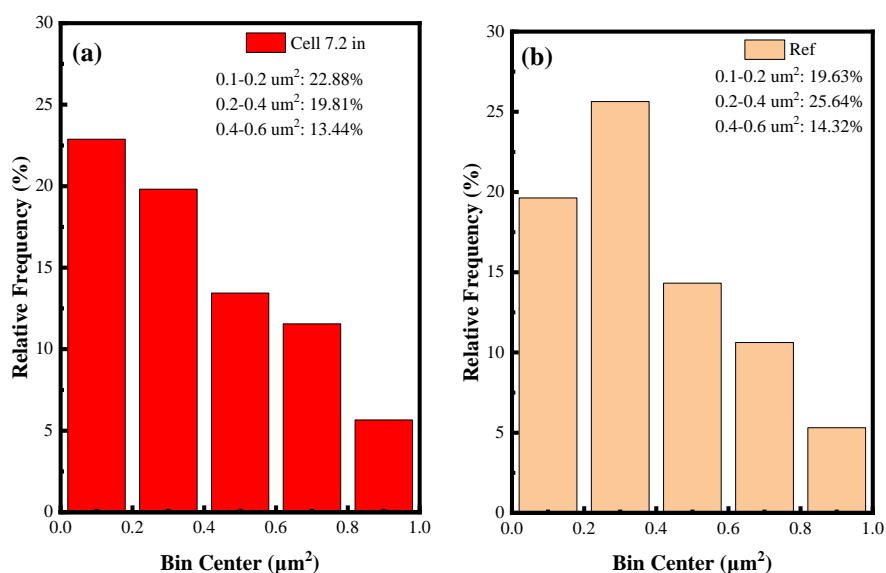 (a)
Cell 7.2 in
0.1-0.2 um²: 22.88%
0.2-0.4 um²: 19.81%
0.4-0.6 um²: 13.44%
Relative Frequency (%)
30
25
20
15
10
5
0
0.0 0.2 0.4 0.6 0.8 1.0
Bin Center (µm²)
(b)
Ref
0.1-0.2 um²: 19.63%
0.2-0.4 um²: 25.64%
0.4-0.6 um²: 14.32%
Relative Frequency (%)
30
25
20
15
10
5
0
0.0 0.2 0.4 0.6 0.8 1.0
Bin Center (µm²)